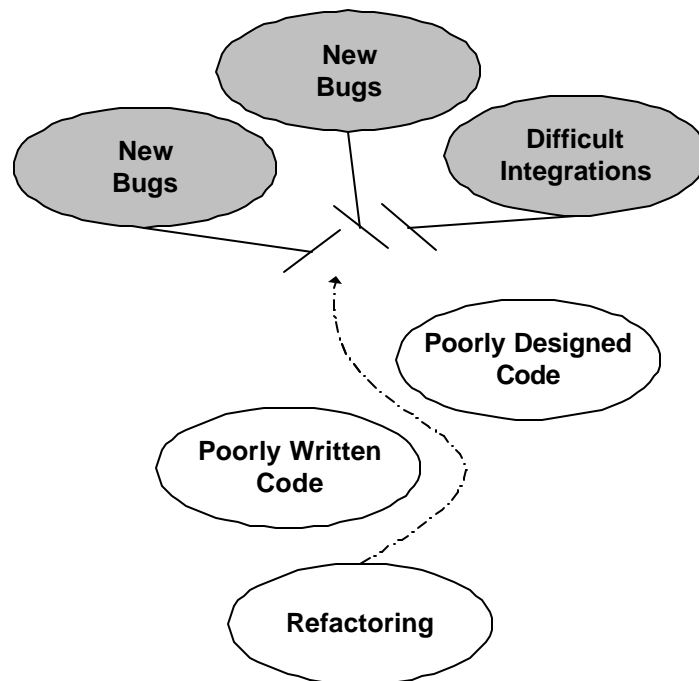 New
Bugs
New
Bugs
Difficult
Integrations
Poorly Designed
Code
Poorly Written
Code
Refactoring